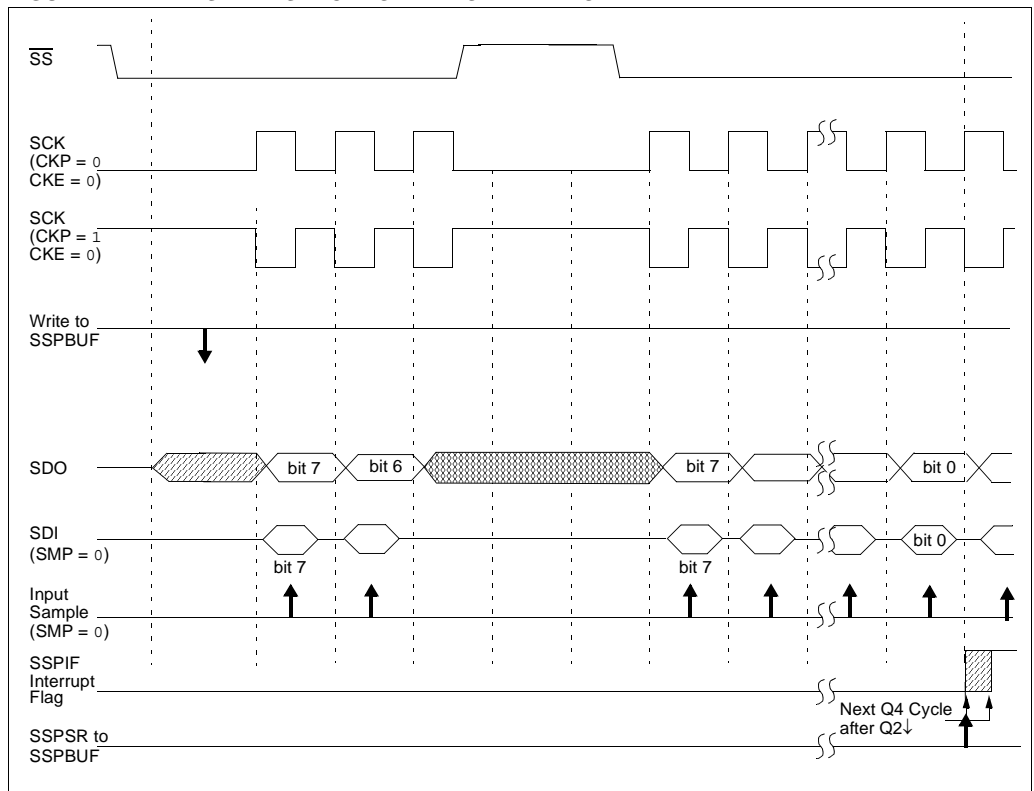 SS
SCK
(CKP = 0
CKE = 0)
SCK
(CKP = 1
CKE = 0)
Write to
SSPBUF
SDO
bit 7
bit 6
bit 7
bit 0
SDI
(SMP = 0)
bit 7
bit 7
bit 0
Input
Sample
(SMP = 0)
SSPIF
Interrupt
Flag
Next Q4 Cycle
after Q2↓
SSPSR to
SSPBUF